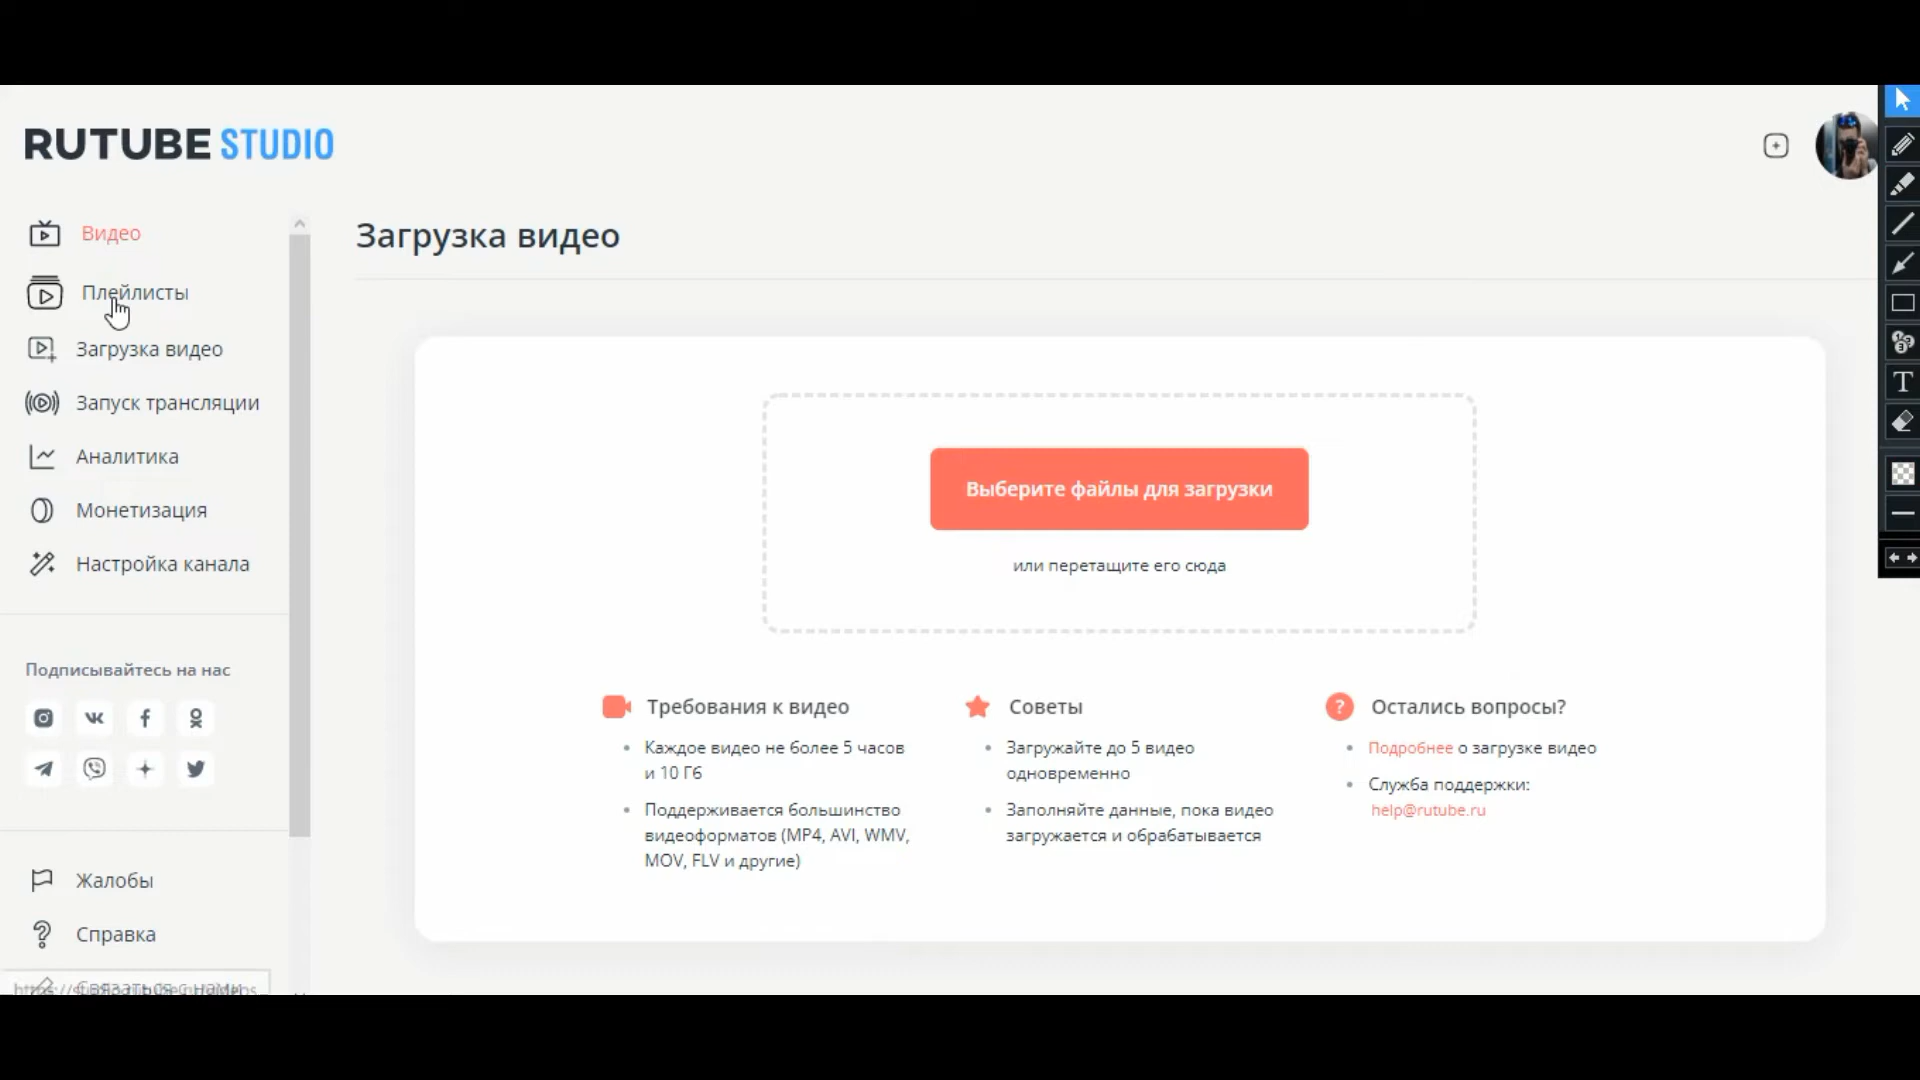 RUTUBE STUDIO
Видео
Плейлисты
Загрузка видео
Запуск трансляции
Аналитика
Монетизация
Настройка канала
Подписывайтесь на нас
Жалобы
Справка
Связаться с нами
Загрузка видео
Выберите файлы для загрузки
или перетащите его сюда
Требования к видео
Каждое видео не более 5 часов
и 10 Гб
Поддерживается большинство
видеоформатов (MP4, AVI, WMV,
MOV, FLV и другие)
Советы
Загружайте до 5 видео
одновременно
Заполняйте данные, пока видео
загружается и обрабатывается
Остались вопросы?
Подробнее о загрузке видео
Служба поддержки:
help@rutube.ru